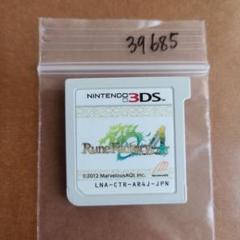 39685
NINTENDO 3DS
Rune Factory 4
©2012 MarvelousAQL Inc.
LNA-CTR-AR4J-JPN